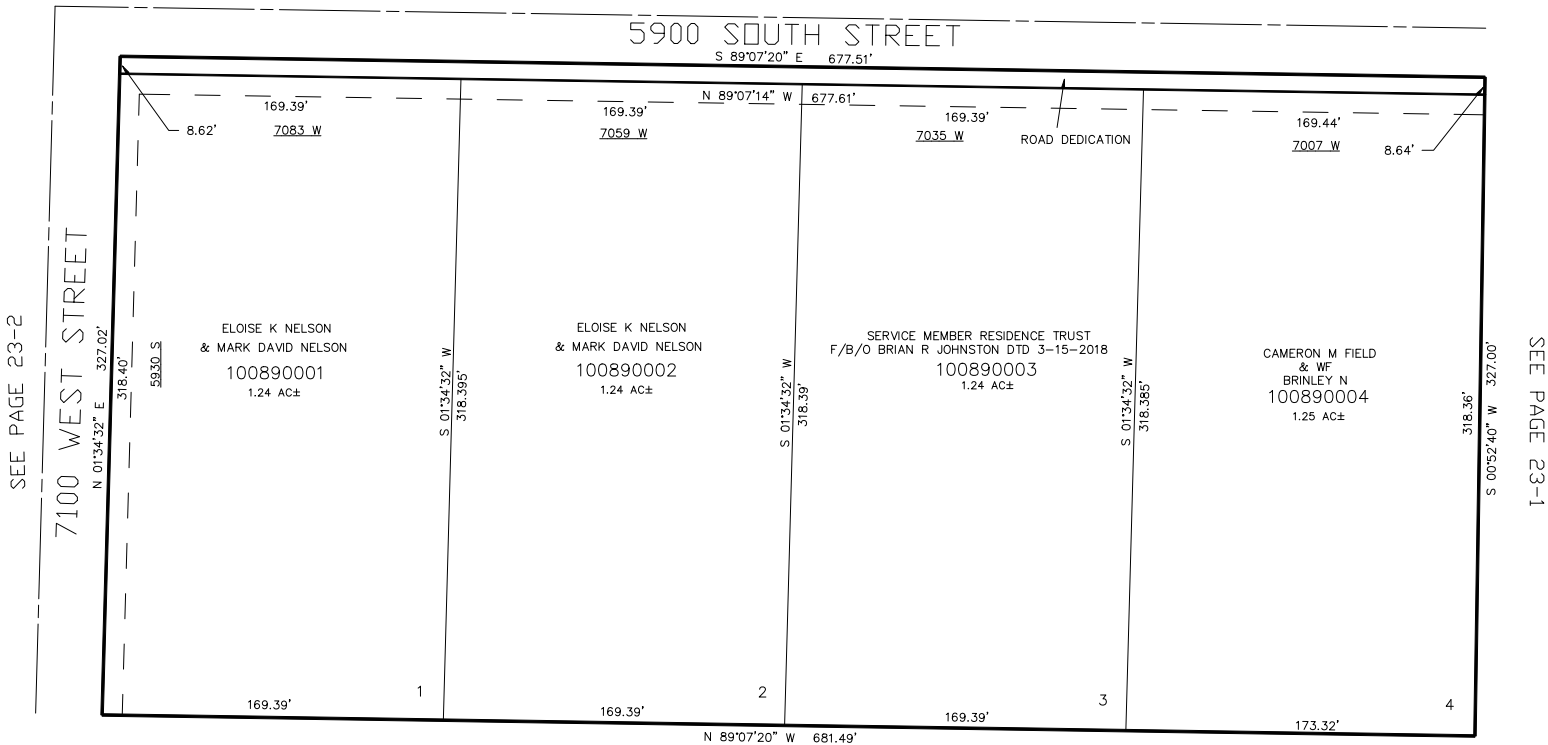 5900 SOUTH STREET
S 89°07'20" E 677.51'
N 89°07'14" W 677.61'
169.39'
169.39'
169.39'
169.44'
8.62'
7083 W
7059 W
7035 W
ROAD DEDICATION
7007 W
8.64'
SEE PAGE 23-2
7100 WEST STREET
N 01°34'32" E 327.02'
318.40'
5930 S
ELOISE K NELSON
& MARK DAVID NELSON
100890001
1.24 AC±
S 01°34'32" W
318.395'
ELOISE K NELSON
& MARK DAVID NELSON
100890002
1.24 AC±
S 01°34'32" W
318.39'
SERVICE MEMBER RESIDENCE TRUST
F/B/O BRIAN R JOHNSTON DTD 3-15-2018
100890003
1.24 AC±
S 01°34'32" W
318.385'
CAMERON M FIELD
& WF
BRINLEY N
100890004
1.25 AC±
318.36'
S 00°52'40" W 327.00'
SEE PAGE 23-1
1
2
3
4
169.39'
169.39'
169.39'
173.32'
N 89°07'20" W 681.49'